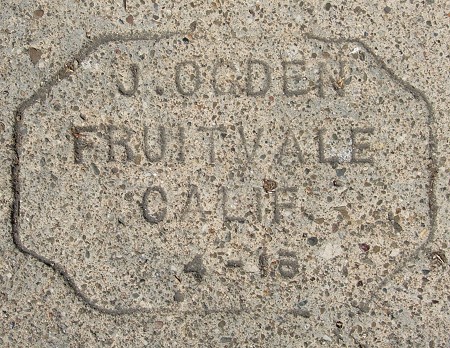 J. OGDEN
FRUITVALE
CALIF.
4-15